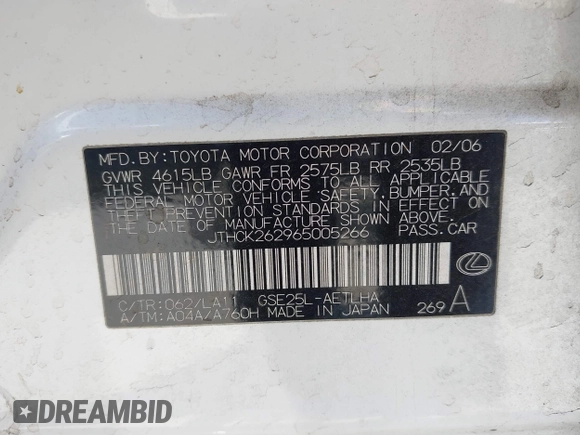 MFD.BY:TOYOTA MOTOR CORPORATION 02/06
GVWR 4615LB GAWR FR 2575LB RR 2535LB
THIS VEHICLE CONFORMS TO ALL APPLICABLE
FEDERAL MOTOR VEHICLE SAFETY, BUMPER, AND
THEFT PREVENTION STANDARDS IN EFFECT ON
THE DATE OF MANUFACTURE SHOWN ABOVE.
JTHCK262965005266 PASS.CAR
C/TR:062/LA11 GSE25L-AETLHA
A/TM:A04A/A760H MADE IN JAPAN 269 A
DREAMBID